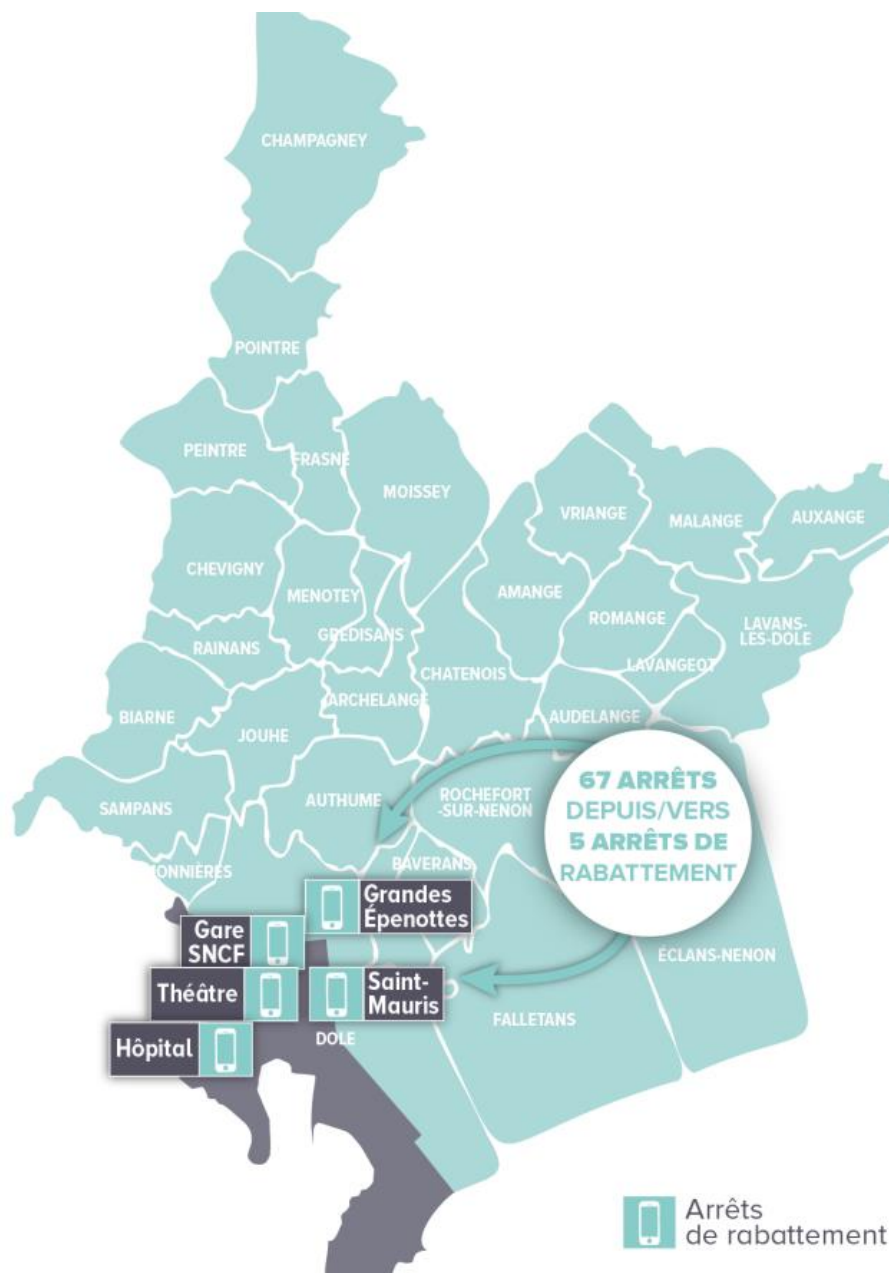 CHAMPAGNEY
POINTRE
PEINTRE
FRASNE
MOISSEY
VRIANGE
MALANGE
AUXANGE
CHEVIGNY
MENOTEY
AMANGE
ROMANGE
LAVANS-
LES-DOLE
GREDISANS
RAINANS
CHATENOIS
LAVANGEOT
ARCHELANGE
BIARNE
JOUHE
AUDELANGE
SAMPANS
AUTHUME
ROCHEFORT
-SUR-NENON
67 ARRÊTS
DEPUIS/VERS
5 ARRÊTS DE
RABATTEMENT
ONNIÈRES
BAVERANS
Grandes
Épenottes
Gare
SNCF
ÉCLANS-NENON
Théâtre
Saint-
Mauris
FALLETANS
Hôpital
DOLE
Arrêts
de rabattement